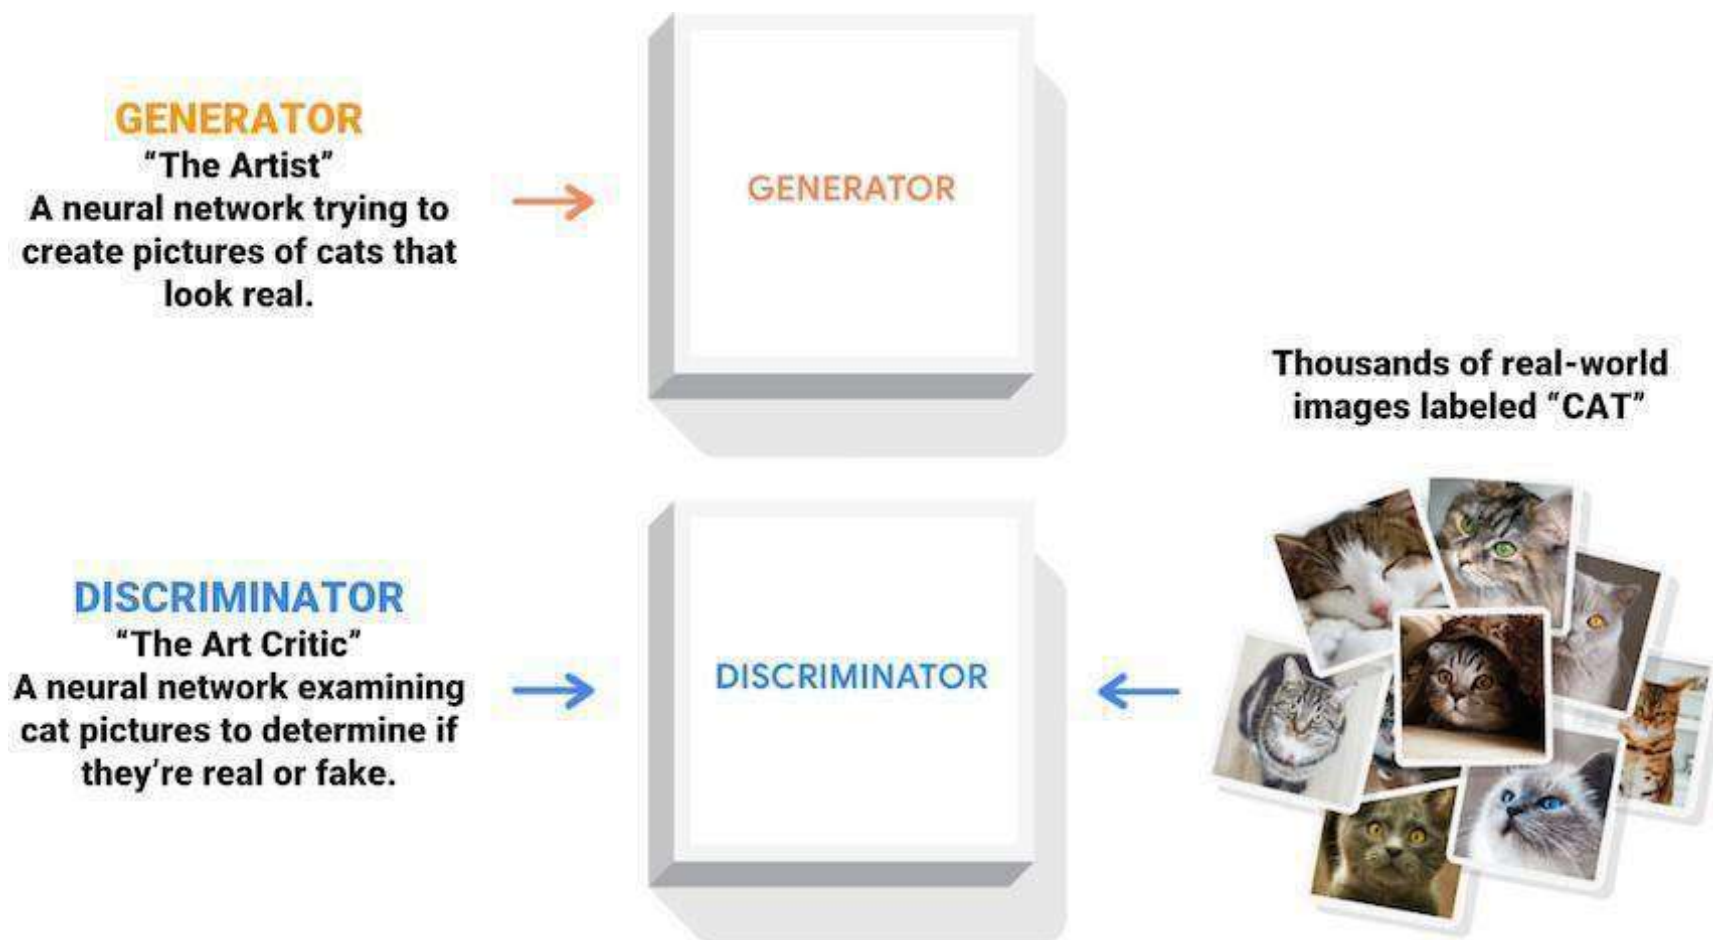 GENERATOR
“The Artist”
A neural network trying to
create pictures of cats that
look real.
GENERATOR
Thousands of real-world
images labeled “CAT”
DISCRIMINATOR
“The Art Critic”
A neural network examining
cat pictures to determine if
they’re real or fake.
DISCRIMINATOR